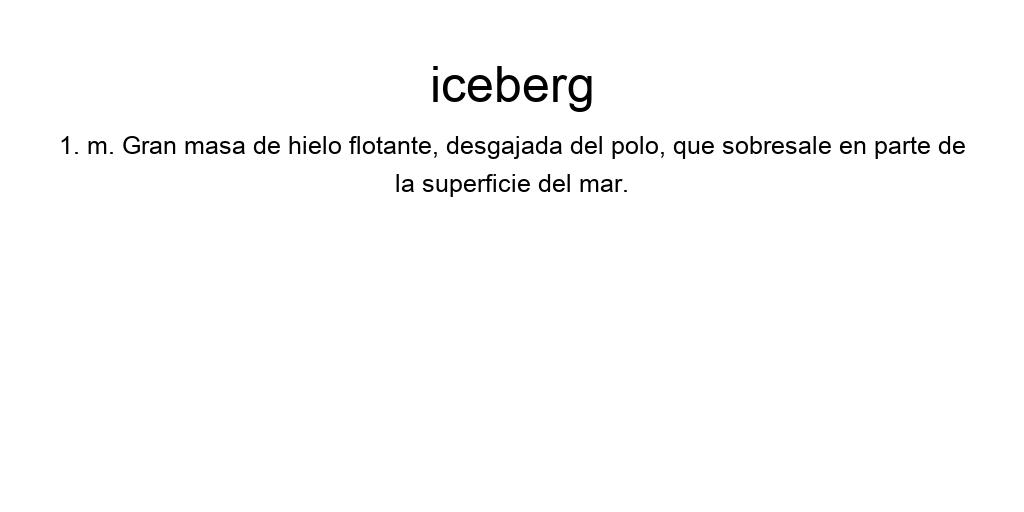 iceberg
1. m. Gran masa de hielo flotante, desgajada del polo, que sobresale en parte de
la superficie del mar.